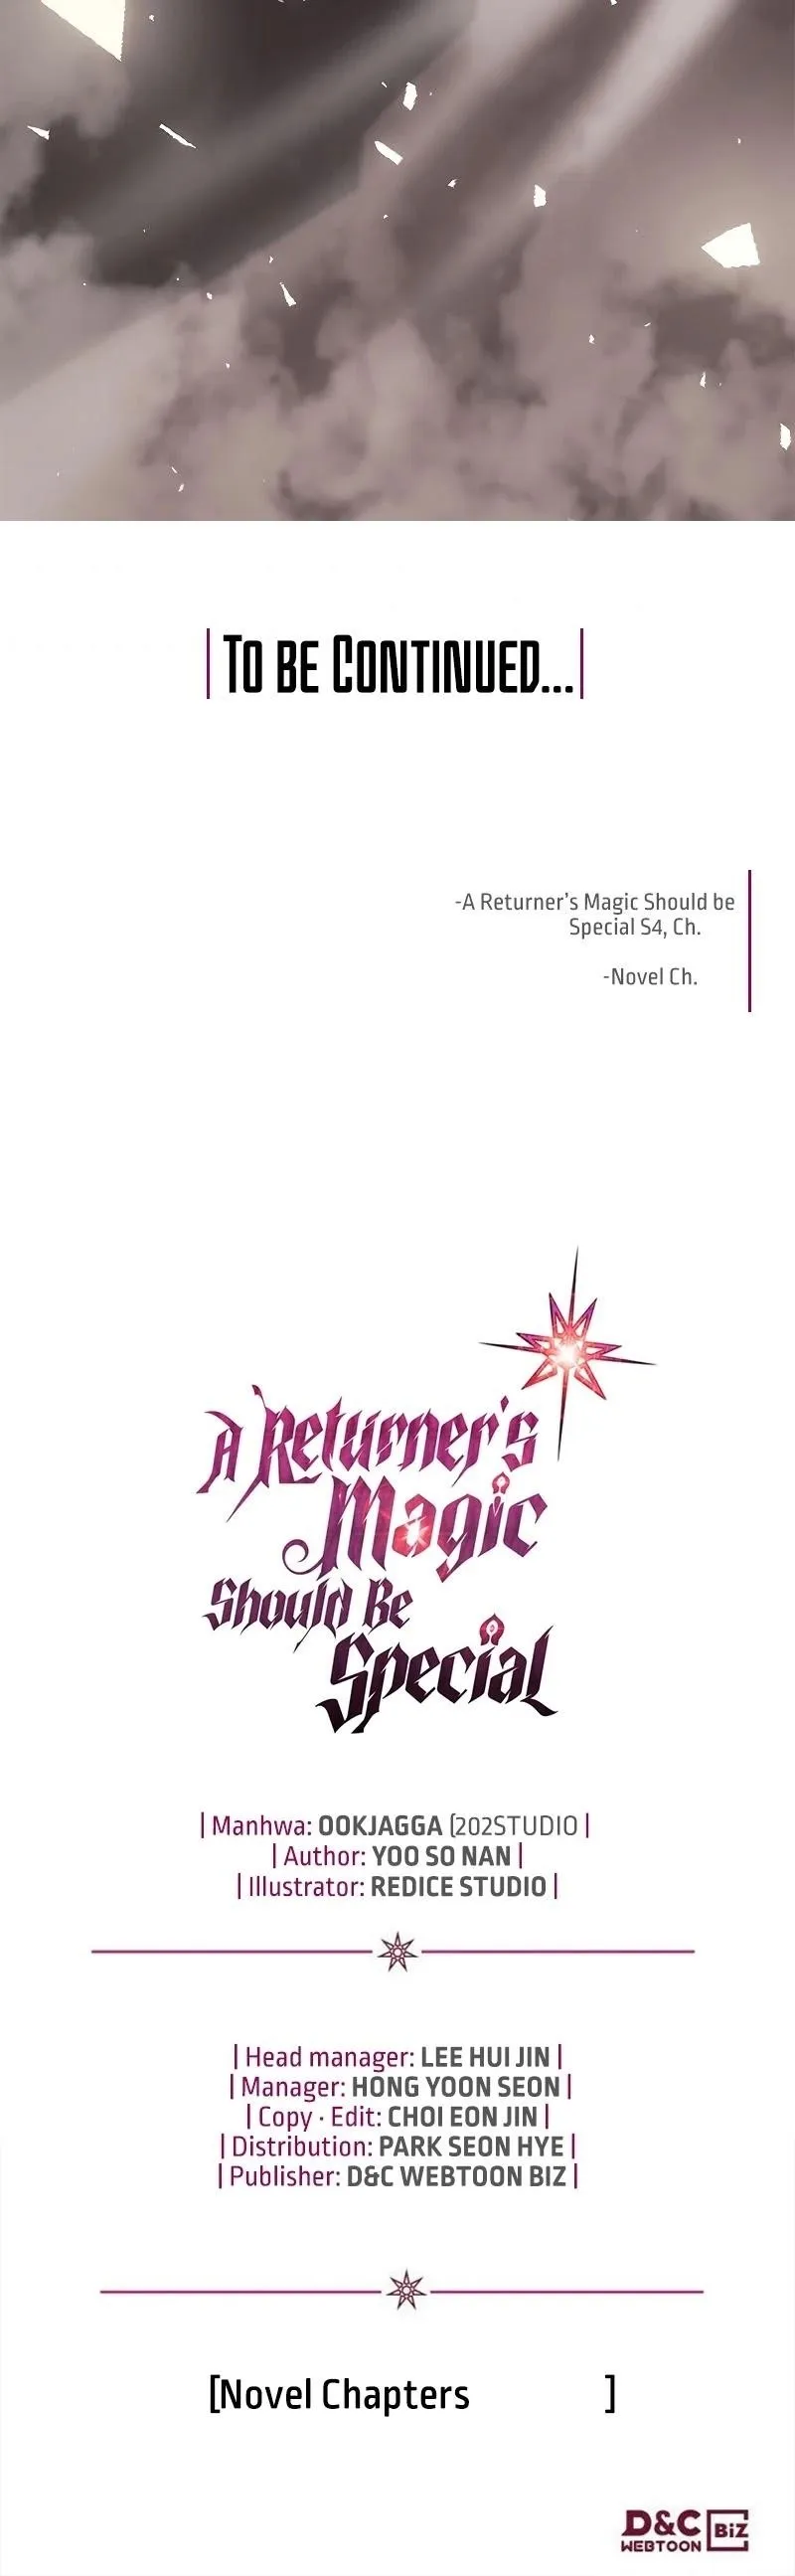 To be Continued...
-A Returner's Magic Should be
Special S4, Ch.
-Novel Ch.
A Returner's
Magic
Should Be
Special
| Manhwa: OOKJAGGA (202STUDIO |
| Author: YOO SO NAN |
| Illustrator: REDICE STUDIO |
| Head manager: LEE HUI JIN |
| Manager: HONG YOON SEON |
| Copy · Edit: CHOI EON JIN |
| Distribution: PARK SEON HYE |
| Publisher: D&C WEBTOON BIZ |
[Novel Chapters ]
D&C BiZ
WEBTOON